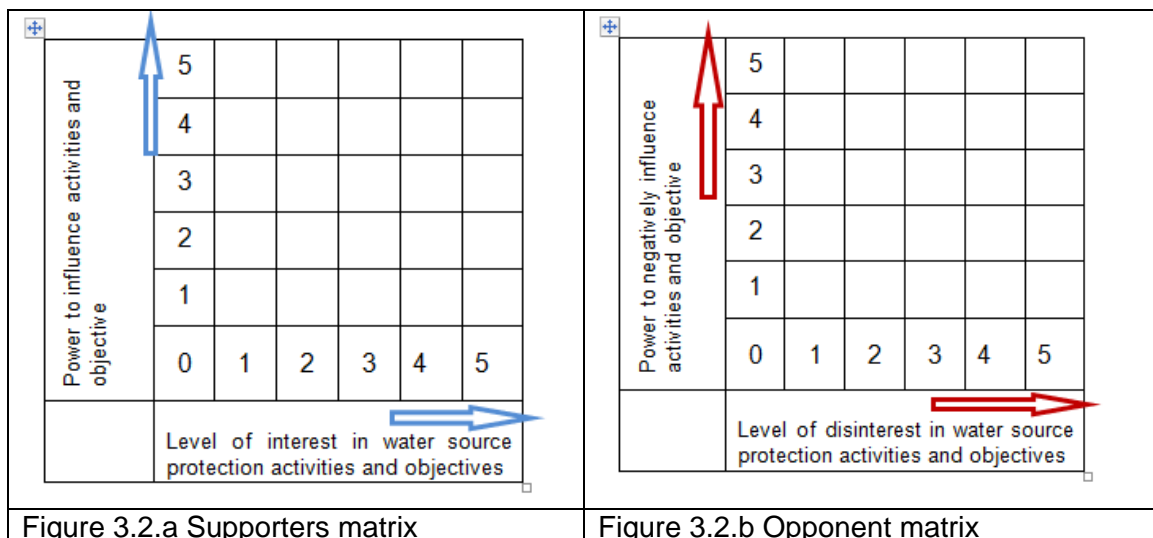 Power to influence activities and
objective
5
4
3
2
1
0 1 2 3 4 5
Level of interest in water source
protection activities and objectives
Figure 3.2.a Supporters matrix
Power to negatively influence
activities and objective
5
4
3
2
1
0 1 2 3 4 5
Level of disinterest in water source
protection activities and objectives
Figure 3.2.b Opponent matrix